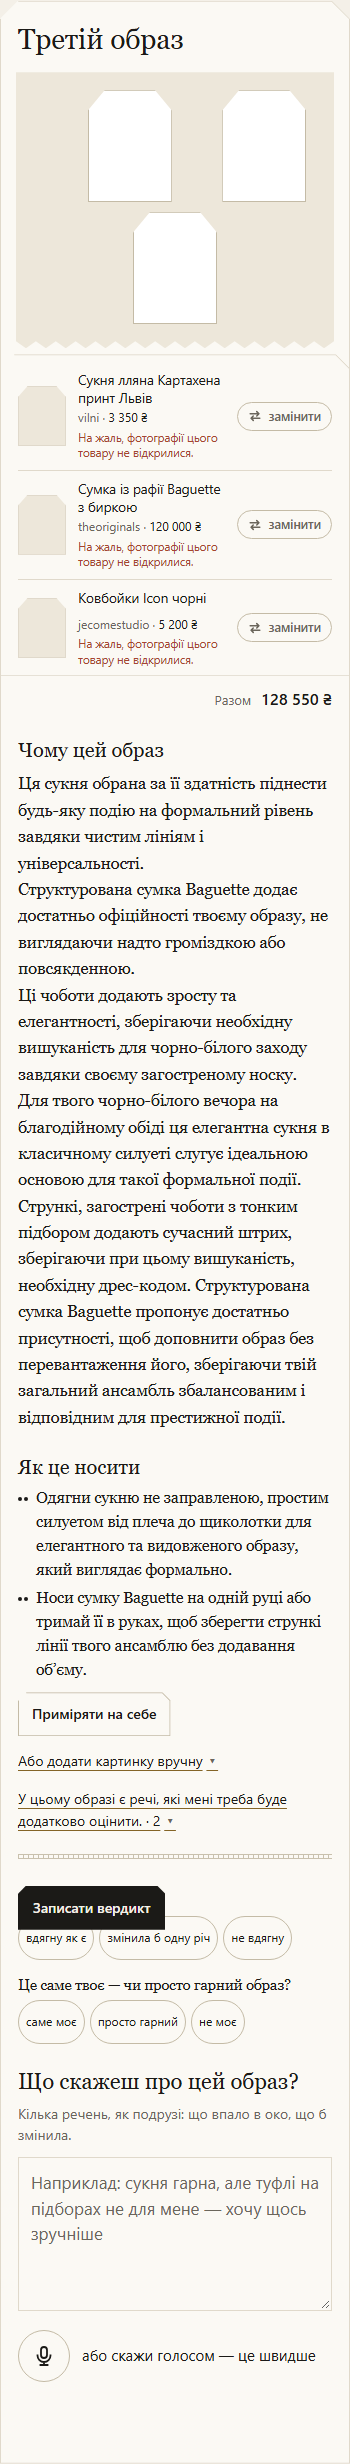 Третій образ
Сукня лляна Картахена
принт Львів
vilni · 3 350 ₴
На жаль, фотографії цього
товару не відкрилися.
замінити
Сумка із рафії Baguette
з биркою
theoriginals · 120 000 ₴
На жаль, фотографії цього
товару не відкрилися.
замінити
Ковбойки Icon чорні
jecomestudio · 5 200 ₴
На жаль, фотографії цього
товару не відкрилися.
замінити
Разом 128 550 ₴
Чому цей образ
Ця сукня обрана за її здатність піднести
будь-яку подію на формальний рівень
завдяки чистим лініям і
універсальності.
Структурована сумка Baguette додає
достатньо офіційності твоєму образу, не
виглядаючи надто громіздкою або
повсякденною.
Ці чоботи додають зросту та
елегантності, зберігаючи необхідну
вишуканість для чорно-білого заходу
завдяки своєму загостреному носку.
Для твого чорно-білого вечора на
благодійному обіді ця елегантна сукня в
класичному силуеті слугує ідеальною
основою для такої формальної події.
Стрункі, загострені чоботи з тонким
підбором додають сучасний штрих,
зберігаючи при цьому вишуканість,
необхідну дрес-кодом. Структурована
сумка Baguette пропонує достатньо
присутності, щоб доповнити образ без
перевантаження його, зберігаючи твій
загальний ансамбль збалансованим і
відповідним для престижної події.
Як це носити
Одягни сукню не заправленою, простим
силуетом від плеча до щиколотки для
елегантного та видовженого образу,
який виглядає формально.
Носи сумку Baguette на одній руці або
тримай її в руках, щоб зберегти стрункі
лінії твого ансамблю без додавання
об’єму.
Приміряти на себе
Або додати картинку вручну
У цьому образі є речі, які мені треба буде
додатково оцінити. · 2
Записати вердикт
вдягну як є змінила б одну річ не вдягну
Це саме твоє — чи просто гарний образ?
саме моє просто гарний не моє
Що скажеш про цей образ?
Кілька речень, як подрузі: що впало в око, що б
змінила.
Наприклад: сукня гарна, але туфлі на
підборах не для мене — хочу щось
зручніше
або скажи голосом — це швидше